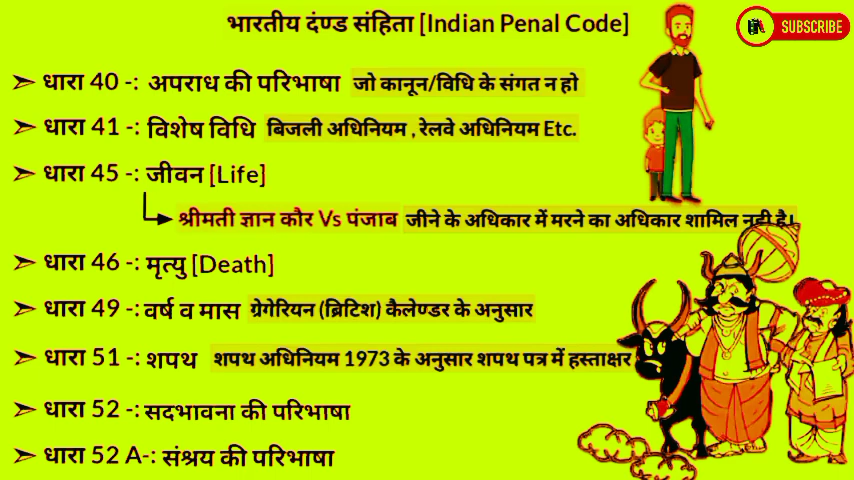 भारतीय दंण्ड संहिता [Indian Penal Code]
SUBSCRIBE
➣ धारा 40 -: अपराध की परिभाषा जो कानून/विधि के संगत न हो
➣ धारा 41 -: विशेष विधि बिजली अधिनियम , रेलवे अधिनियम Etc.
➣ धारा 45 -: जीवन [Life]
श्रीमती ज्ञान कौर Vs पंजाब जीने के अधिकार में मरने का अधिकार शामिल नही है।
➣ धारा 46 -: मृत्यु [Death]
➣ धारा 49 -: वर्ष व मास ग्रेगेरियन (ब्रिटिश) कैलेण्डर के अनुसार
➣ धारा 51 -: शपथ शपथ अधिनियम 1973 के अनुसार शपथ पत्र में हस्ताक्षर
➣ धारा 52 -: सदभावना की परिभाषा
➣ धारा 52 A-: संश्रय की परिभाषा